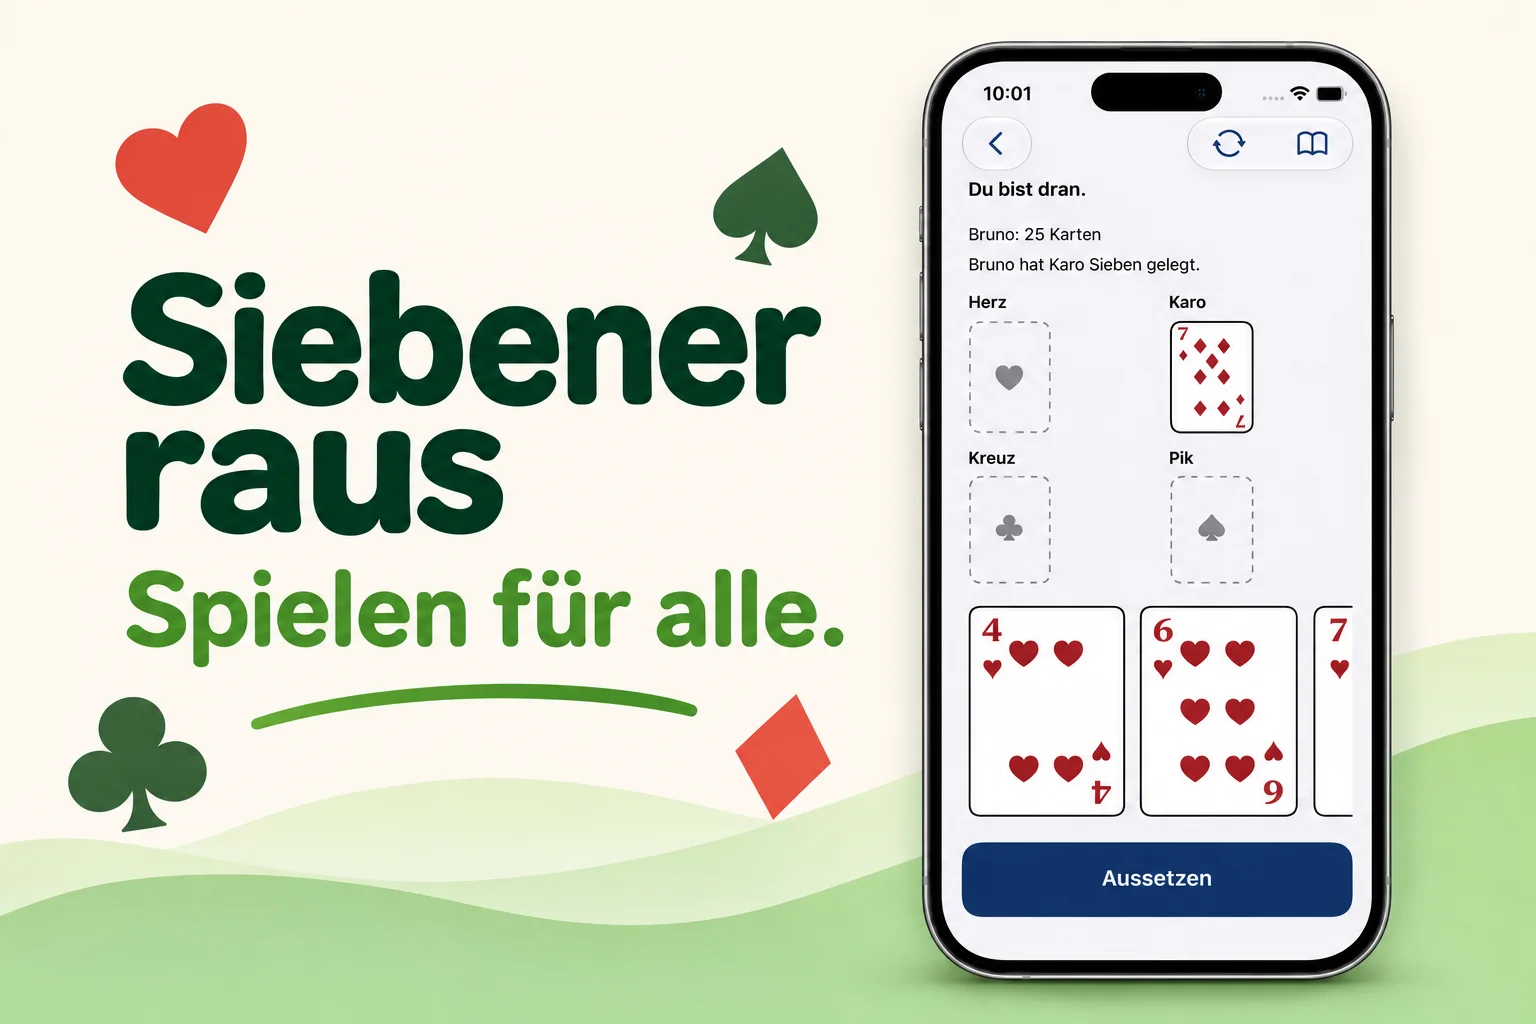 Siebener
raus
Spielen für alle.
10:01
Du bist dran.
Bruno: 25 Karten
Bruno hat Karo Sieben gelegt.
Herz
Karo
7
7
Kreuz
Pik
4
4
6
6
7
Aussetzen